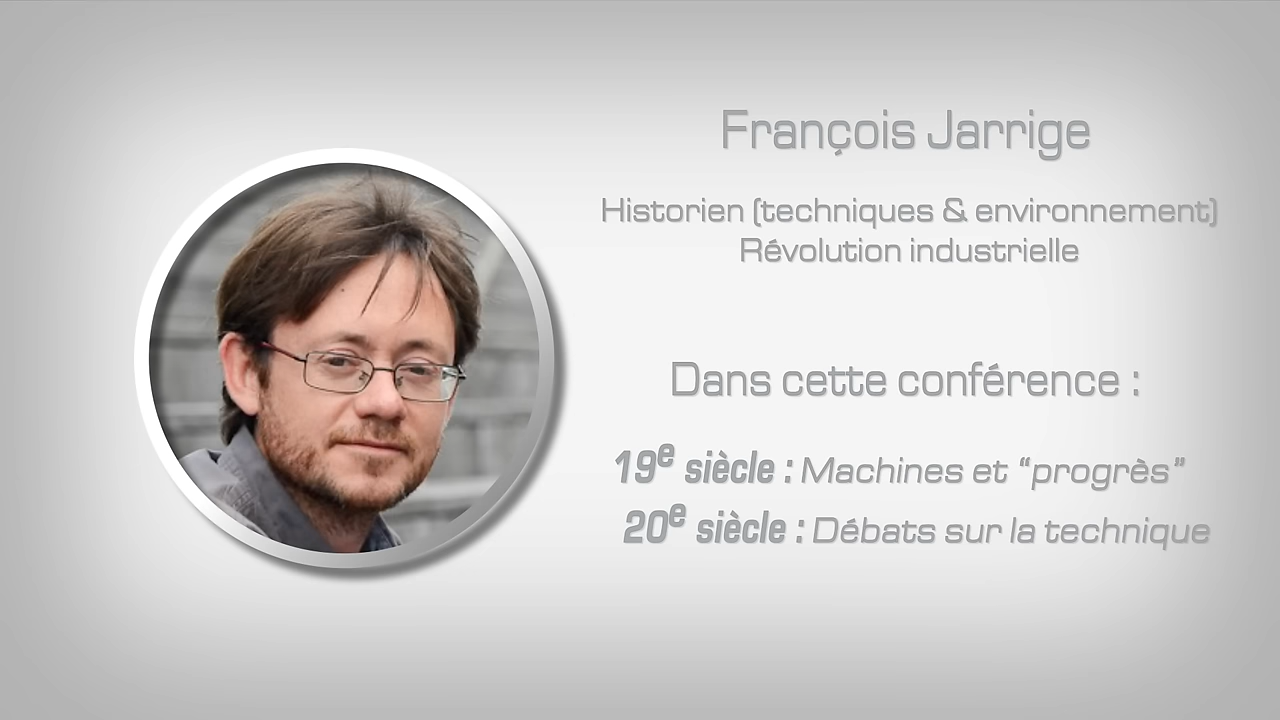 François Jarrige
Historien (techniques & environnement)
Révolution industrielle
Dans cette conférence :
19e siècle : Machines et “progrès”
20e siècle : Débats sur la technique